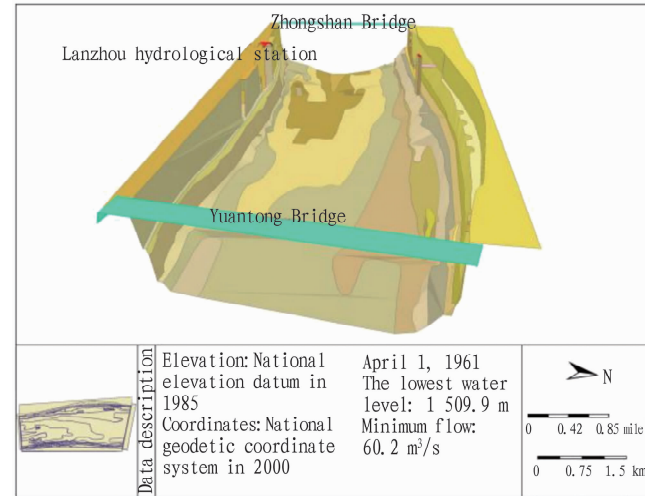 Zhongshan Bridge
Lanzhou hydrological station
Yuantong Bridge
Data description
Elevation: National
elevation datum in
1985
Coordinates: National
geodetic coordinate
system in 2000
April 1, 1961
The lowest water
level: 1 509.9 m
Minimum flow:
60.2 m³/s
N
0 0.42 0.85 mile
0 0.75 1.5 km